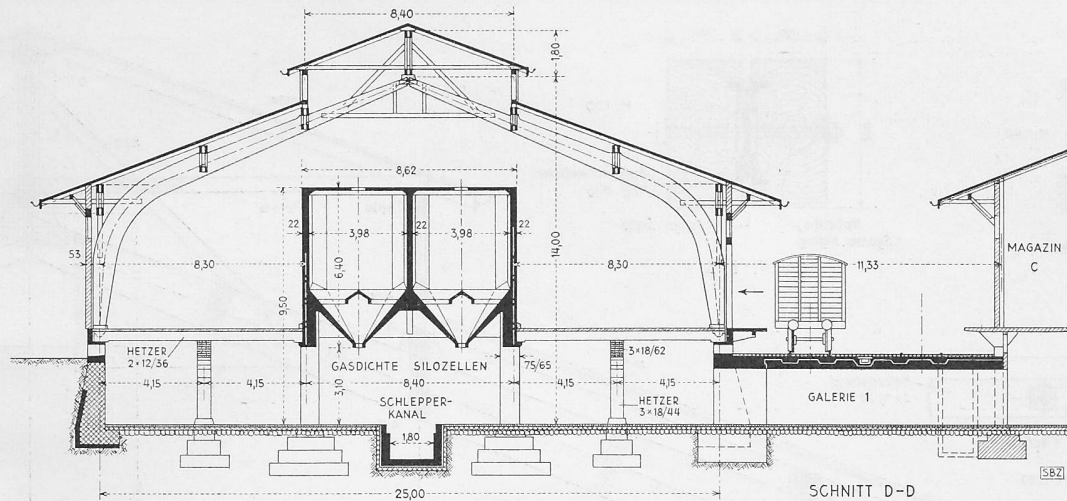 8,40
1,80
8,62
22
3,98
22
3,98
22
14,00
6,40
9,50
53
8,30
8,30
11,33
MAGAZIN
C
HETZER
2×12/36
3×18/62
75/65
GASDICHTE SILOZELLEN
4,15
4,15
3,10
8,40
4,15
4,15
SCHLEPPER-
KANAL
HETZER
3×18/44
GALERIE 1
1,80
25,00
SCHNITT D-D
SBZ